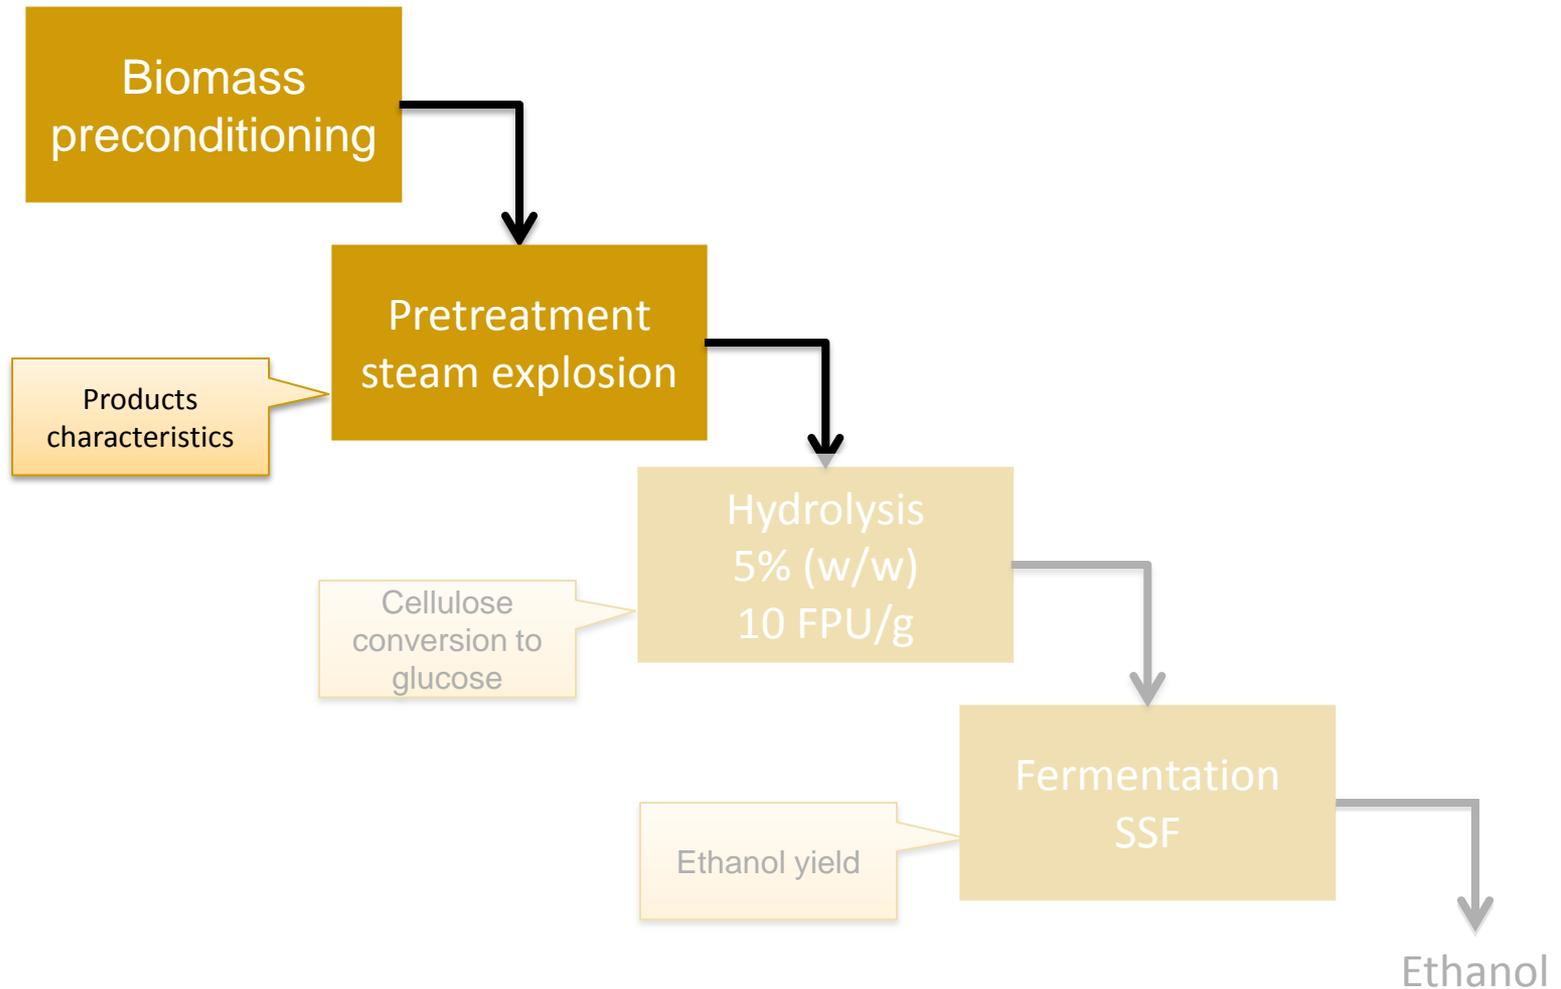 Biomass
preconditioning
Pretreatment
steam explosion
Products
characteristics
Hydrolysis
5% (w/w)
10 FPU/g
Cellulose
conversion to
glucose
Fermentation
SSF
Ethanol yield
Ethanol